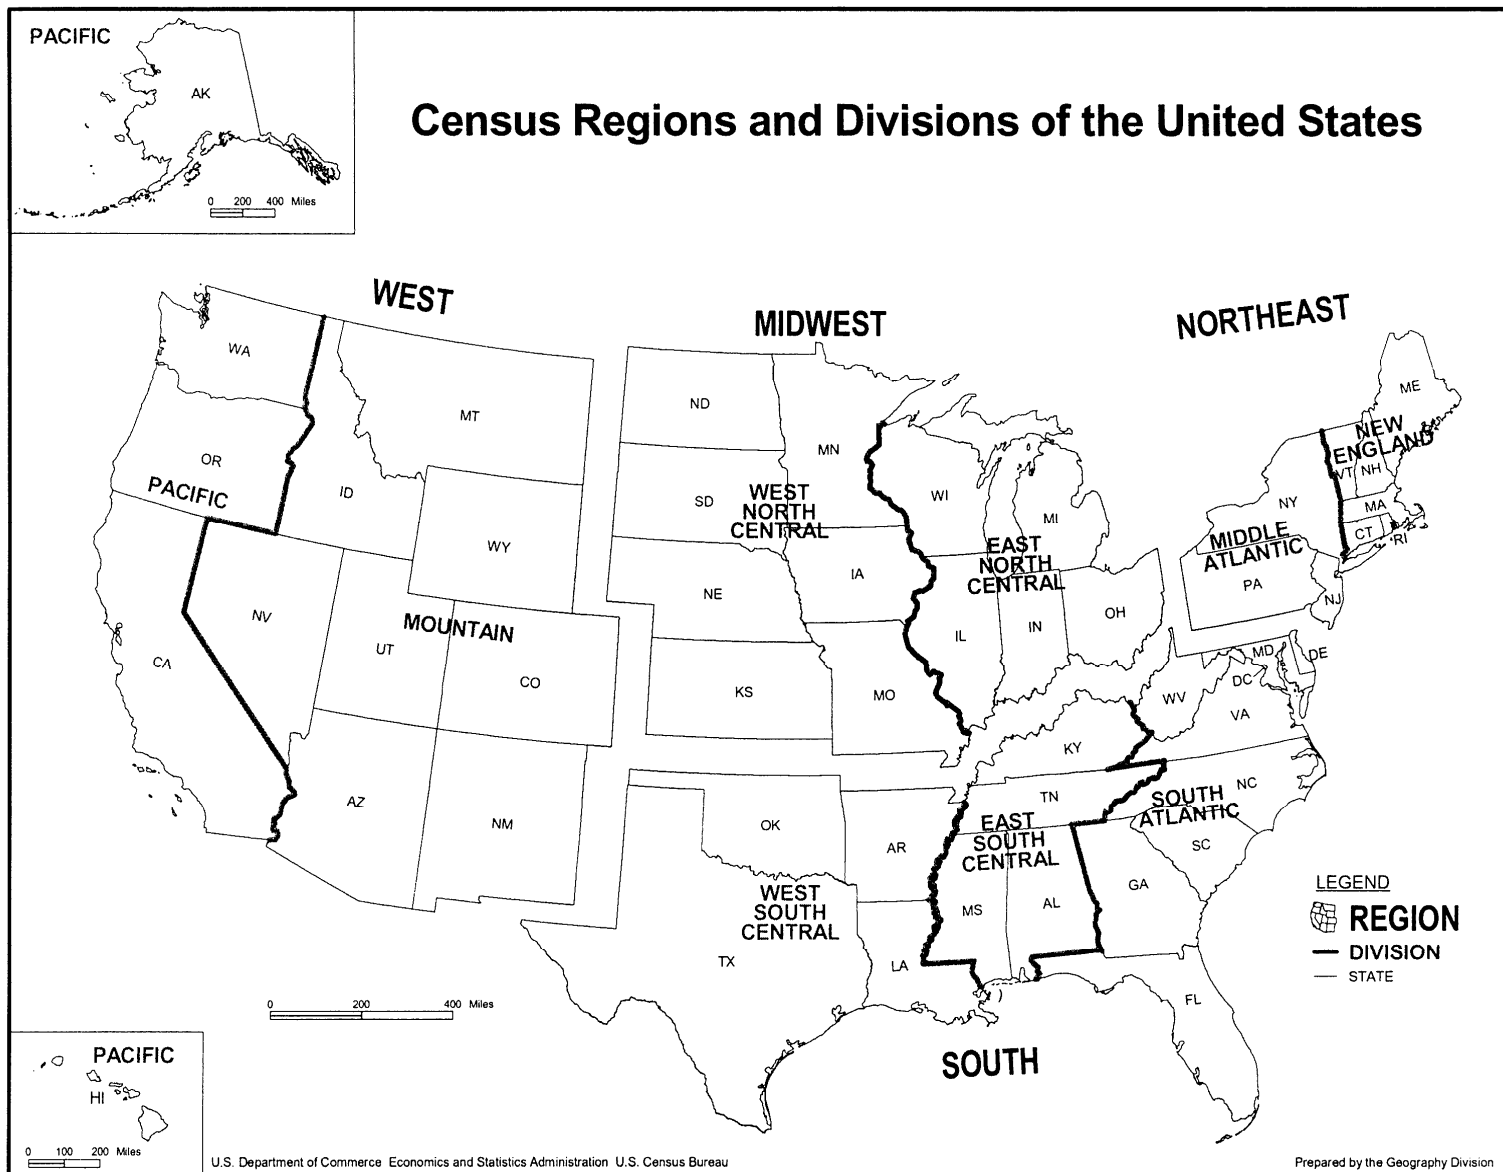 PACIFIC
AK
0 200 400 Miles
Census Regions and Divisions of the United States
WEST
MIDWEST
NORTHEAST
WA
MT
OR
PACIFIC
ID
WY
NV
CA
UT
MOUNTAIN
CO
AZ
NM
ND
MN
SD
WEST
NORTH
CENTRAL
IA
NE
KS
MO
WI
MI
EAST
NORTH
CENTRAL
IL
IN
OH
ME
NEW
ENGLAND
VT
NH
MA
CT
RI
NY
MIDDLE
ATLANTIC
PA
NJ
MD
DE
DC
WV
VA
KY
TN
NC
SOUTH
ATLANTIC
SC
EAST
SOUTH
CENTRAL
GA
MS
AL
OK
AR
WEST
SOUTH
CENTRAL
TX
LA
FL
SOUTH
LEGEND
REGION
DIVISION
STATE
0 200 400 Miles
PACIFIC
HI
0 100 200 Miles
U.S. Department of Commerce Economics and Statistics Administration U.S. Census Bureau
Prepared by the Geography Division